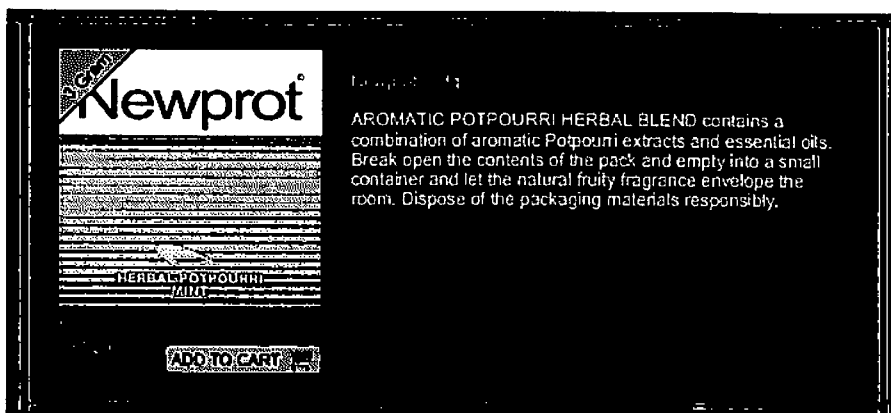 Gram
Newprot
HERBAL POTPOURRI
MINT
ADD TO CART
AROMATIC POTPOURRI HERBAL BLEND contains a
combination of aromatic Potpourri extracts and essential oils.
Break open the contents of the pack and empty into a small
container and let the natural fruity fragrance envelope the
room. Dispose of the packaging materials responsibly.